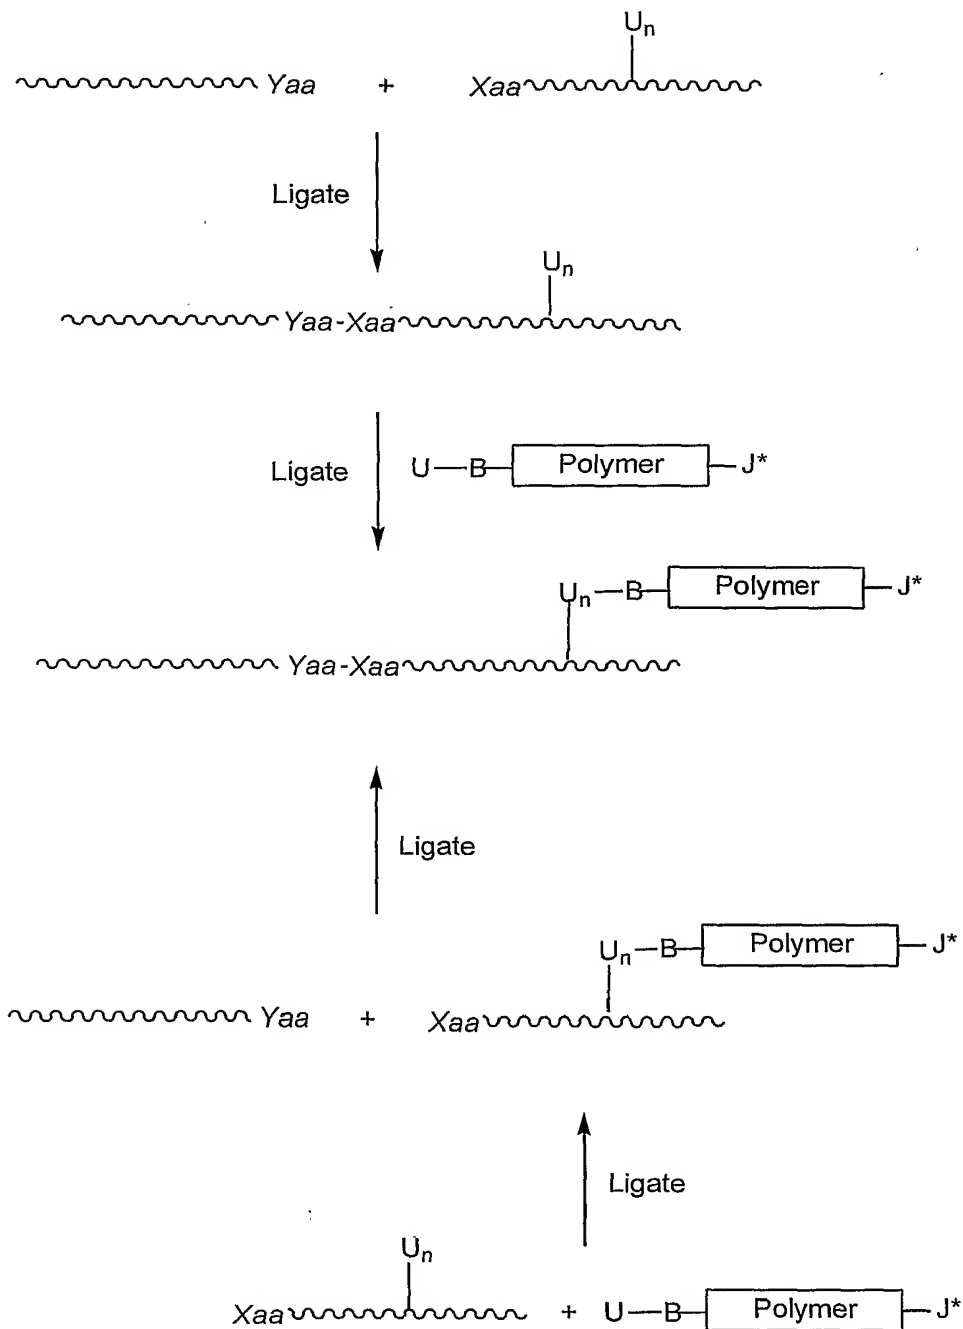 Uₙ
Yaa + Xaa
Ligate
Uₙ
Yaa-Xaa
Ligate U—B—Polymer—J*
Uₙ—B—Polymer—J*
Yaa-Xaa
Ligate
Uₙ—B—Polymer—J*
Yaa + Xaa
Ligate
Uₙ
Xaa + U—B—Polymer—J*